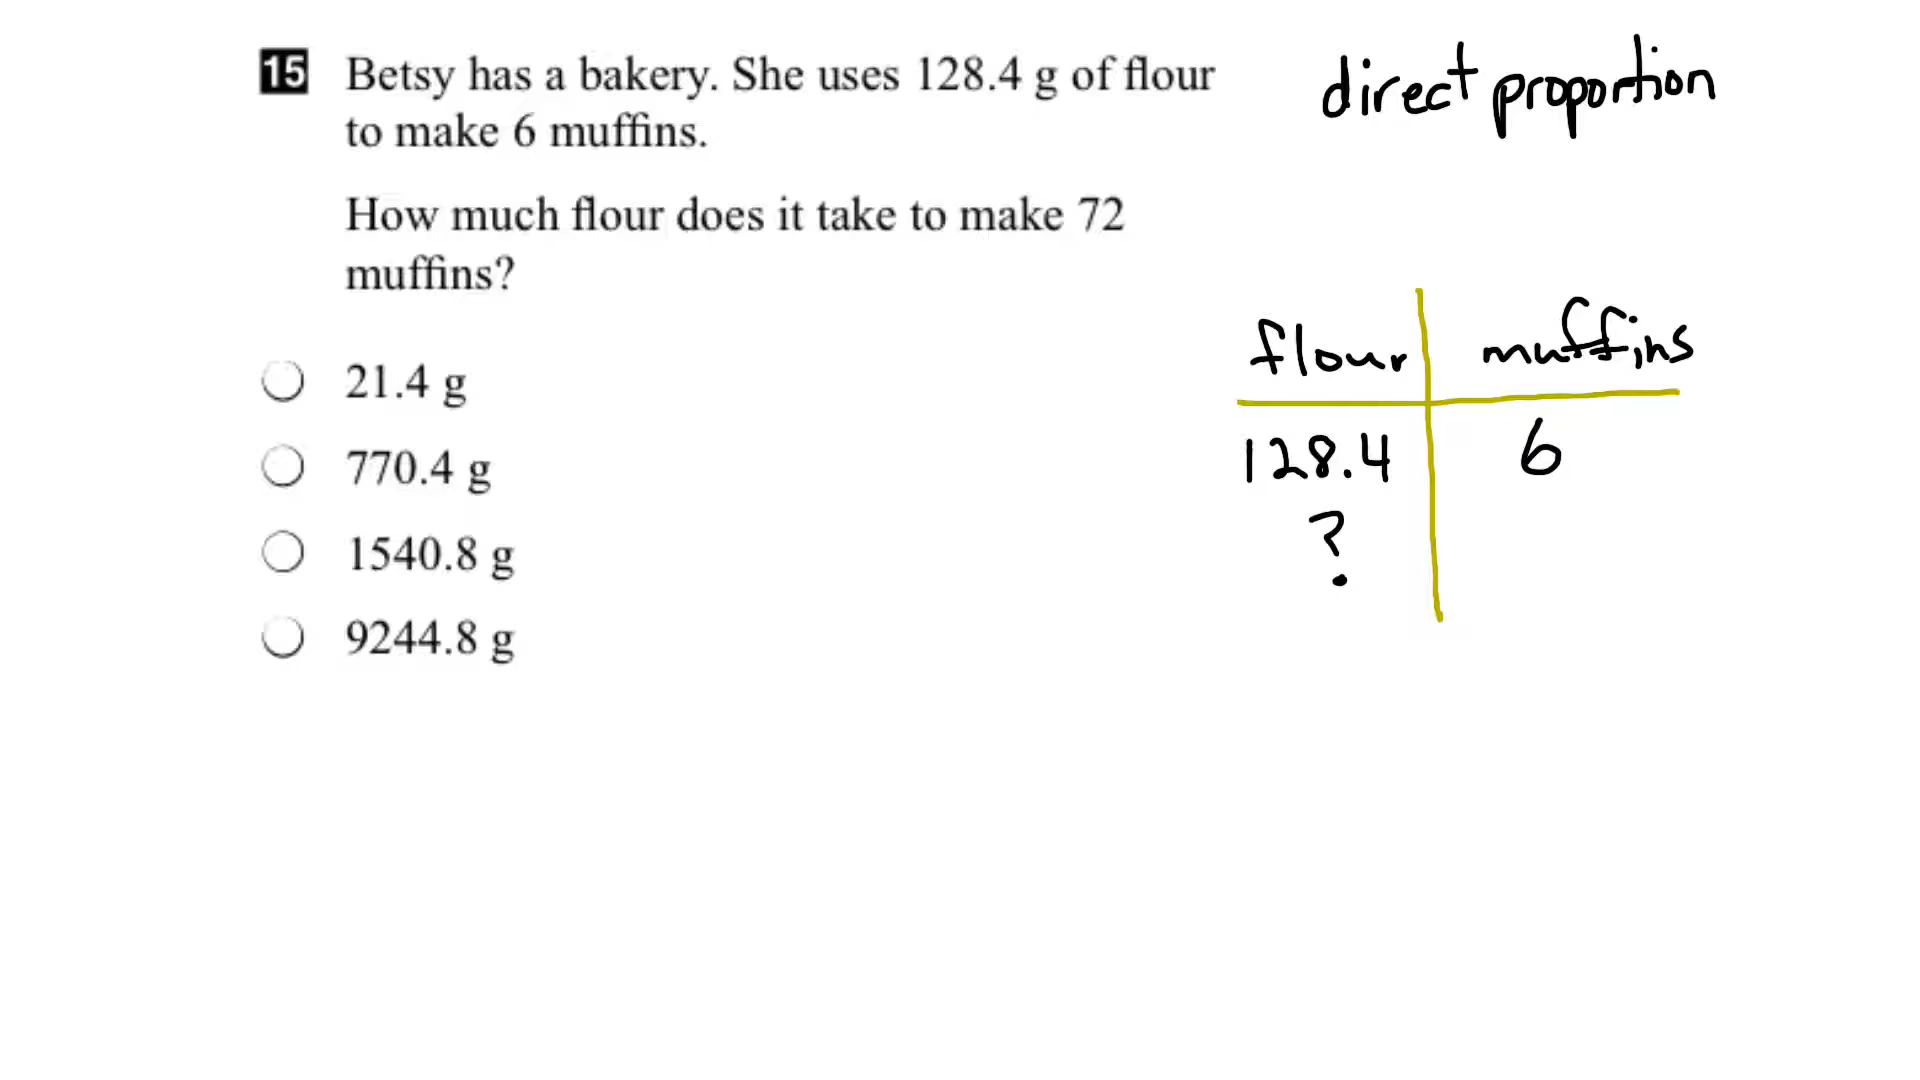 15 Betsy has a bakery. She uses 128.4 g of flour
to make 6 muffins.
How much flour does it take to make 72
muffins?
21.4 g
770.4 g
1540.8 g
9244.8 g
direct proportion
flour muffins
128.4 6
?